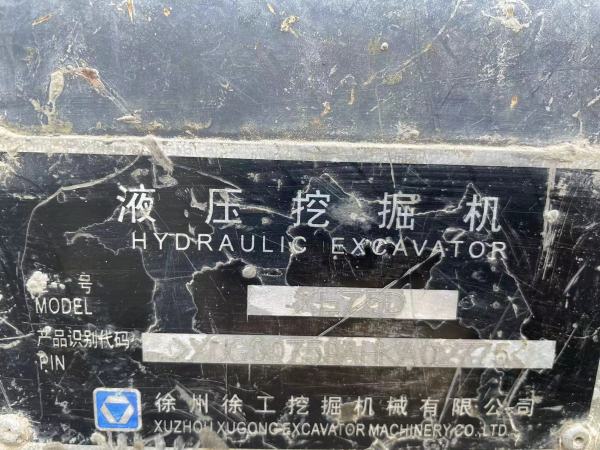 液压挖掘机
HYDRAULIC EXCAVATOR
号
MODEL
产品识别代码
PIN
徐州徐工挖掘机械有限公司
XUZHOU XUGONG EXCAVATOR MACHINERY CO.,LTD.